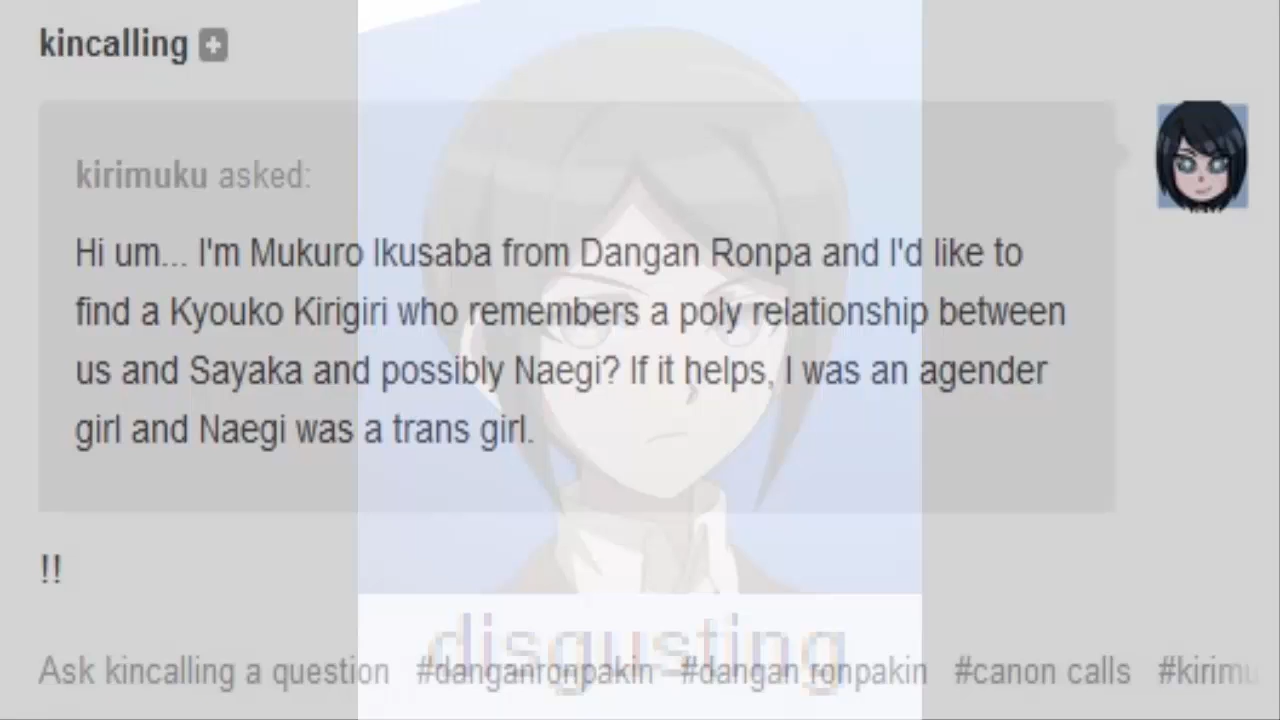 kincalling
kirimuku asked:
Hi um... I'm Mukuro Ikusaba from Dangan Ronpa and I'd like to
find a Kyouko Kirigiri who remembers a poly relationship between
us and Sayaka and possibly Naegi? If it helps, I was an agender
girl and Naegi was a trans girl.
!!
disgusting
Ask kincalling a question #danganronpakin #dangan ronpakin #canon calls #kirimu